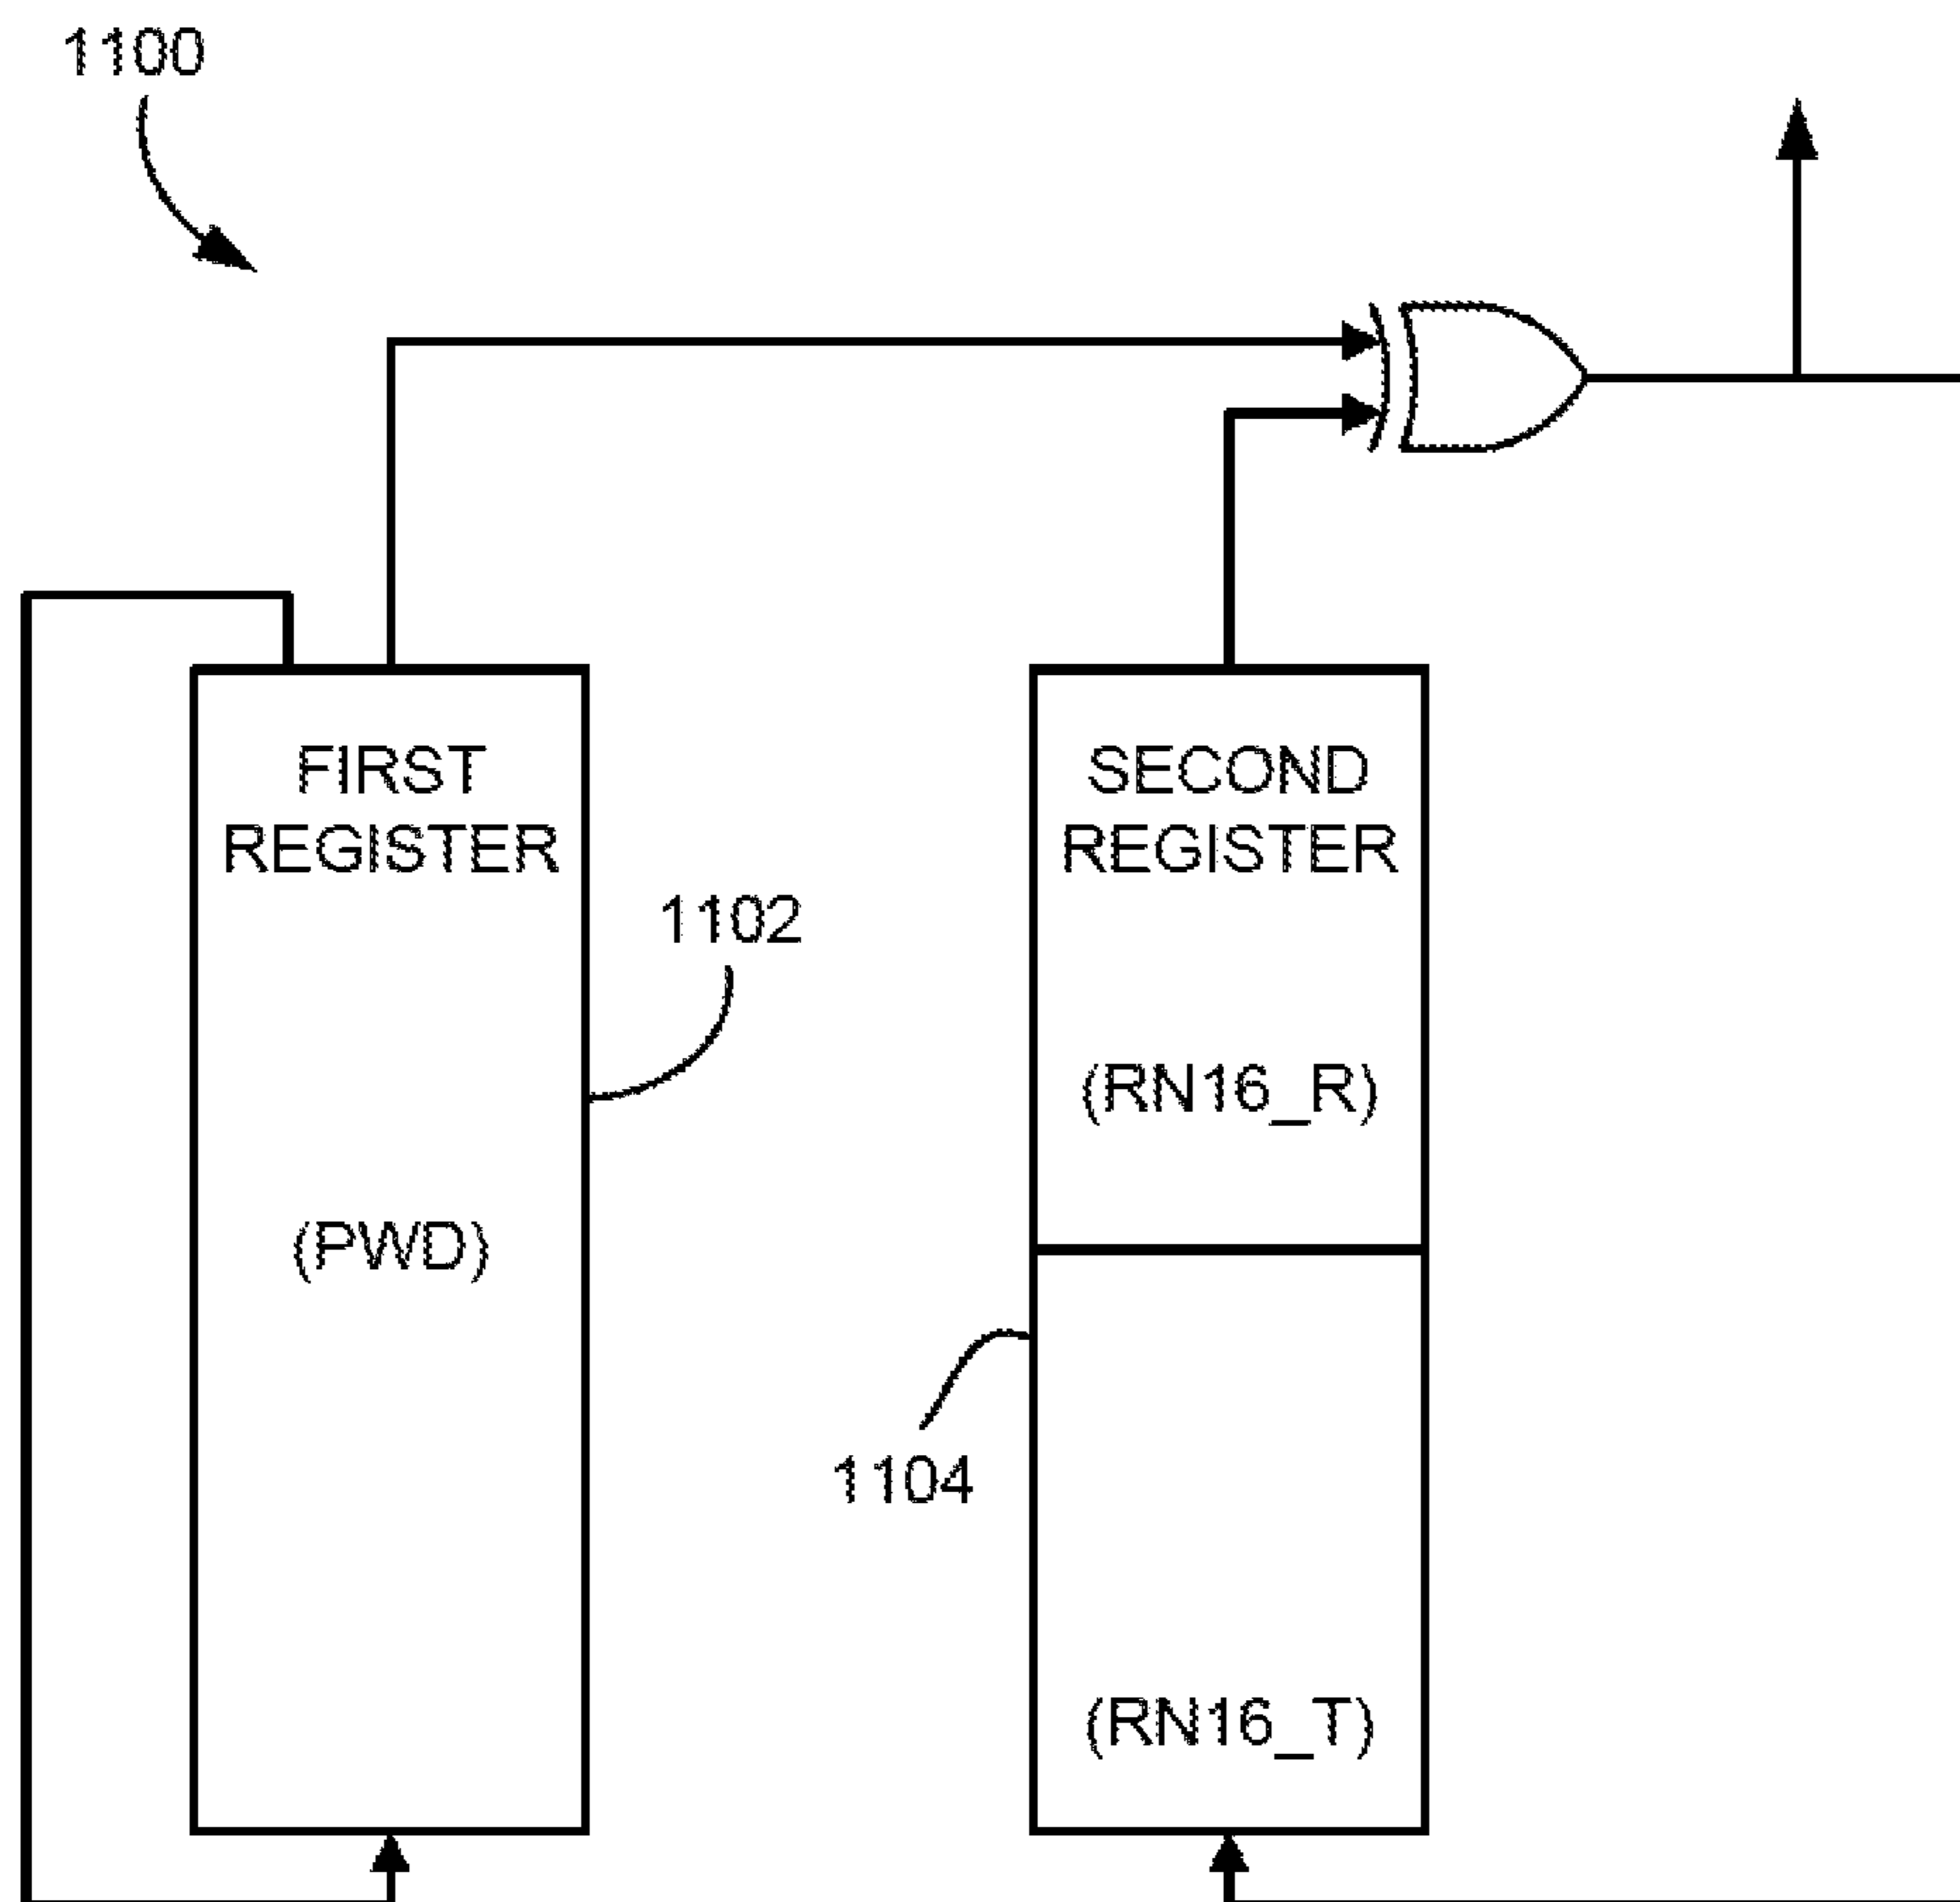 1100
FIRST
REGISTER
1102
(PWD)
SECOND
REGISTER
(RN16_R)
1104
(RN16_T)